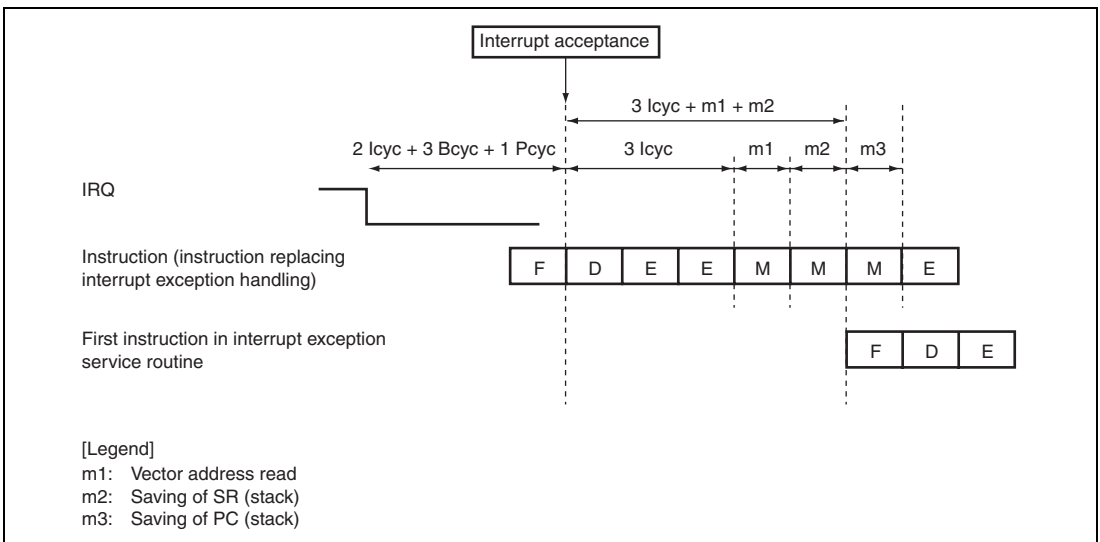 Interrupt acceptance
3 Icyc + m1 + m2
2 Icyc + 3 Bcyc + 1 Pcyc
3 Icyc
m1
m2
m3
IRQ
Instruction (instruction replacing
interrupt exception handling)
F D E E M M M E
First instruction in interrupt exception
service routine
F D E
[Legend]
m1: Vector address read
m2: Saving of SR (stack)
m3: Saving of PC (stack)